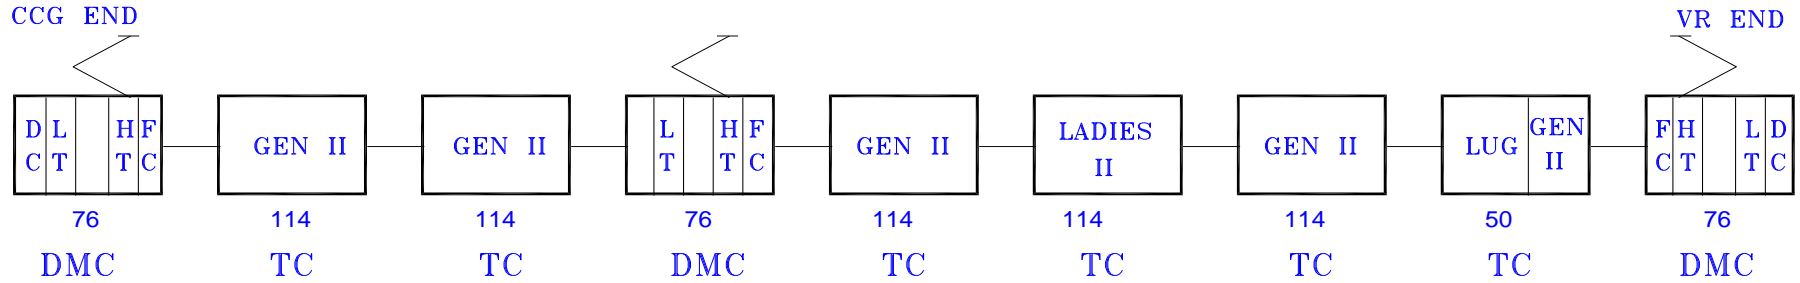 CCG END
VR END
D C
L T
H T
F C
GEN II
GEN II
L T
H T
F C
GEN II
LADIES
II
GEN II
LUG
GEN
II
F C
H T
L T
D C
76
114
114
76
114
114
114
50
76
DMC
TC
TC
DMC
TC
TC
TC
TC
DMC